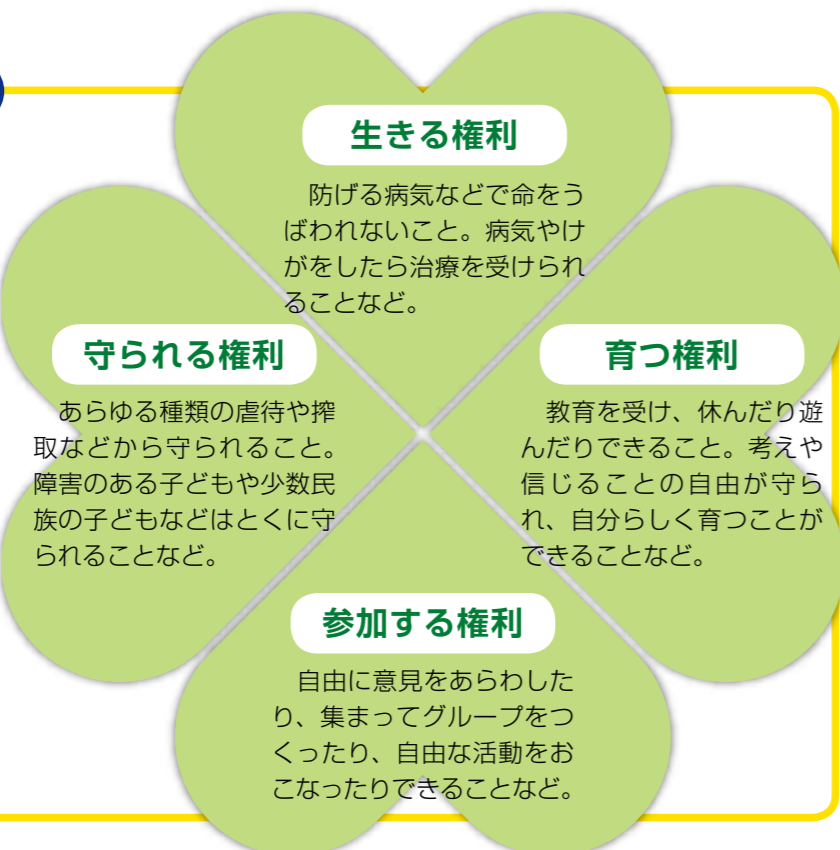 生きる権利
防げる病気などで命をう
ばわれないこと。病気やけ
がをしたら治療を受けられ
ることなど。
守られる権利
あらゆる種類の虐待や搾
取などから守られること。
障害のある子どもや少数民
族の子どもなどはとくに守
られることなど。
育つ権利
教育を受け、休んだり遊
んだりできること。考えや
信じることの自由が守ら
れ、自分らしく育つことが
できることなど。
参加する権利
自由に意見をあらわした
り、集まってグループをつ
くったり、自由な活動をお
こなったりできることなど。